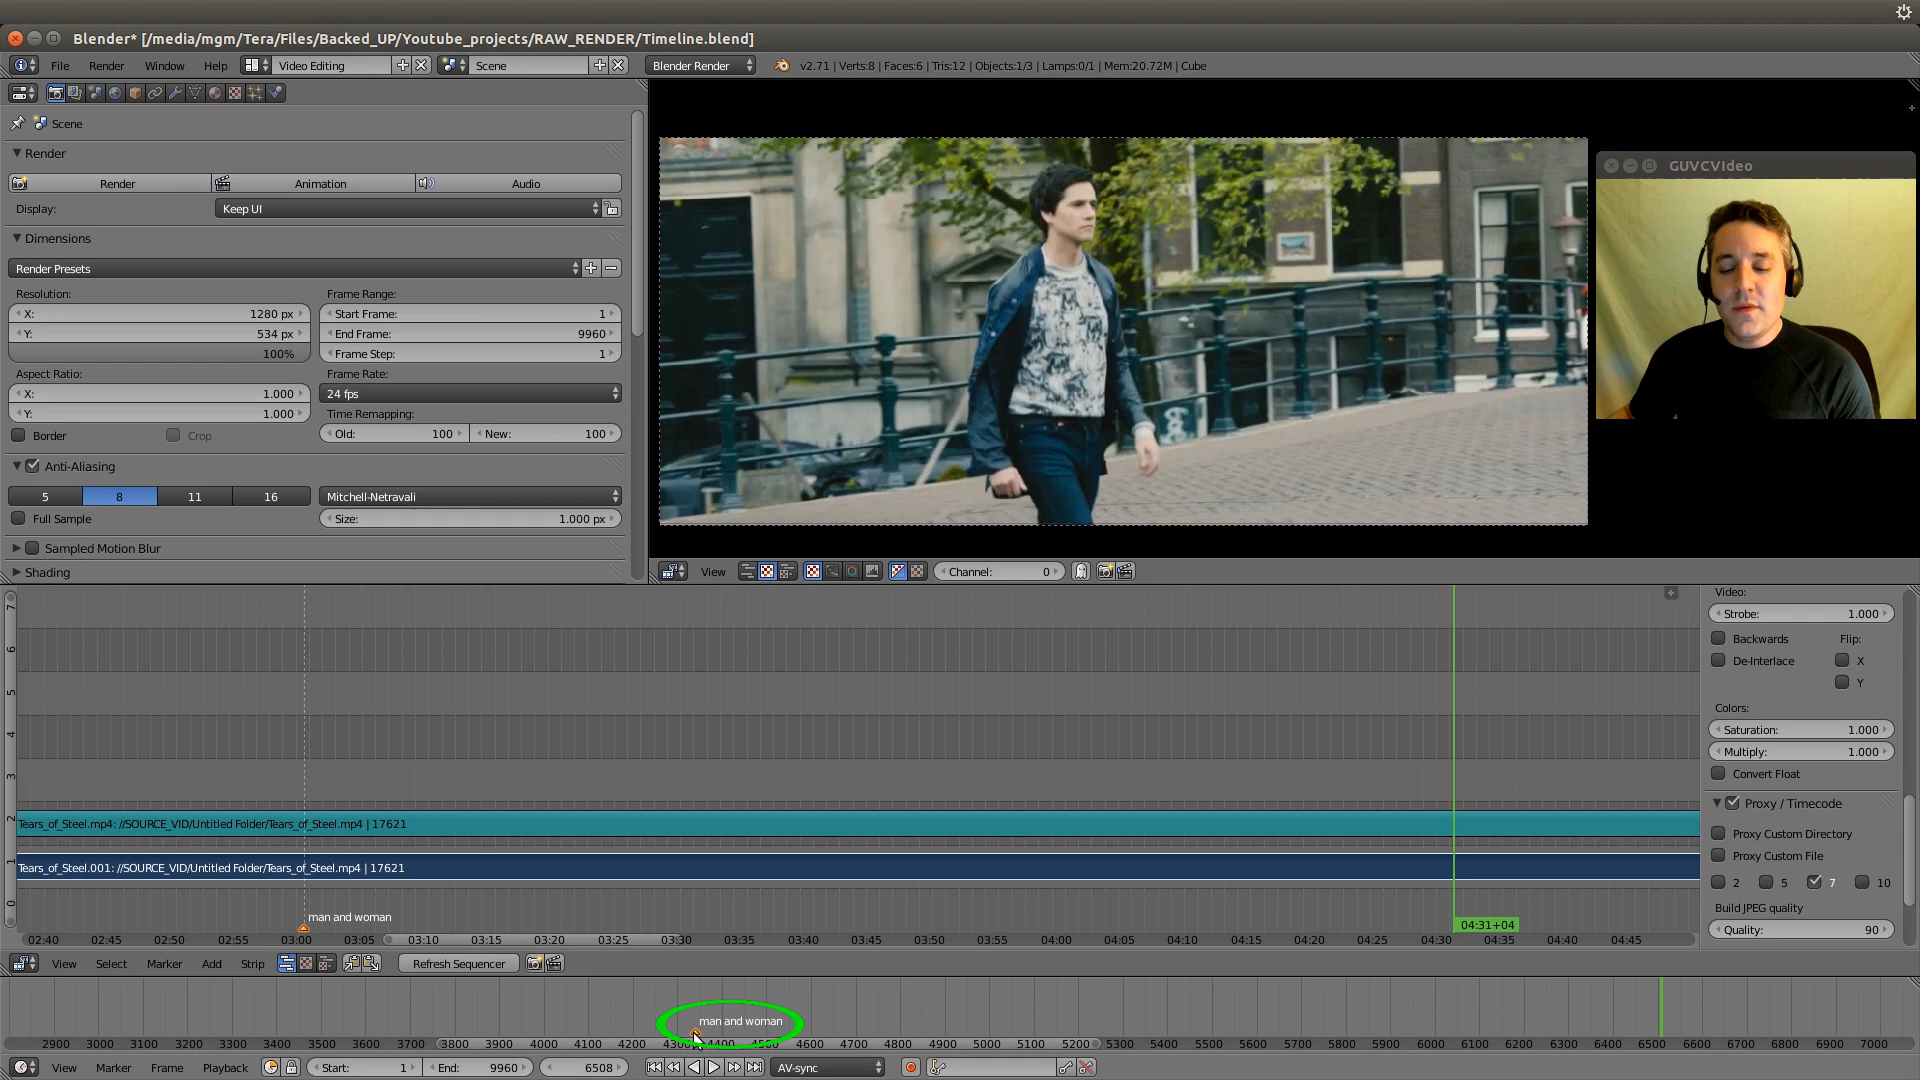 Blender* [/media/mgm/Tera/Files/Backed_UP/Youtube_projects/RAW_RENDER/Timeline.blend]
File Render Window Help Video Editing Scene Blender Render v2.71 | Verts:8 | Faces:6 | Tris:12 | Objects:1/3 | Lamps:0/1 | Mem:20.72M | Cube
Scene
Render
Render Animation Audio
Display: Keep UI
Dimensions
Render Presets
Resolution: Frame Range:
X: 1280 px Start Frame: 1
Y: 534 px End Frame: 9960
100% Frame Step: 1
Aspect Ratio: Frame Rate:
X: 1.000 24 fps
Y: 1.000 Time Remapping:
Border Crop Old: 100 New: 100
Anti-Aliasing
5 8 11 16 Mitchell-Netravali
Full Sample Size: 1.000 px
Sampled Motion Blur
Shading
GUVCVIdeo
View Channel: 0
7
6
5
4
3
2
1
0
Tears_of_Steel.mp4: //SOURCE_VID/Untitled Folder/Tears_of_Steel.mp4 | 17621
Tears_of_Steel.001: //SOURCE_VID/Untitled Folder/Tears_of_Steel.mp4 | 17621
man and woman
04:31+04
02:40 02:45 02:50 02:55 03:00 03:05 03:10 03:15 03:20 03:25 03:30 03:35 03:40 03:45 03:50 03:55 04:00 04:05 04:10 04:15 04:20 04:25 04:30 04:35 04:40 04:45
Video:
Strobe: 1.000
Backwards Flip:
De-Interlace X
Y
Colors:
Saturation: 1.000
Multiply: 1.000
Convert Float
Proxy / Timecode
Proxy Custom Directory
Proxy Custom File
2 5 7 10
Build JPEG quality
Quality: 90
View Select Marker Add Strip Refresh Sequencer
man and woman
2900 3000 3100 3200 3300 3400 3500 3600 3700 3800 3900 4000 4100 4200 4300 4400 4500 4600 4700 4800 4900 5000 5100 5200 5300 5400 5500 5600 5700 5800 5900 6000 6100 6200 6300 6400 6500 6600 6700 6800 6900 7000
View Marker Frame Playback Start: 1 End: 9960 6508 AV-sync